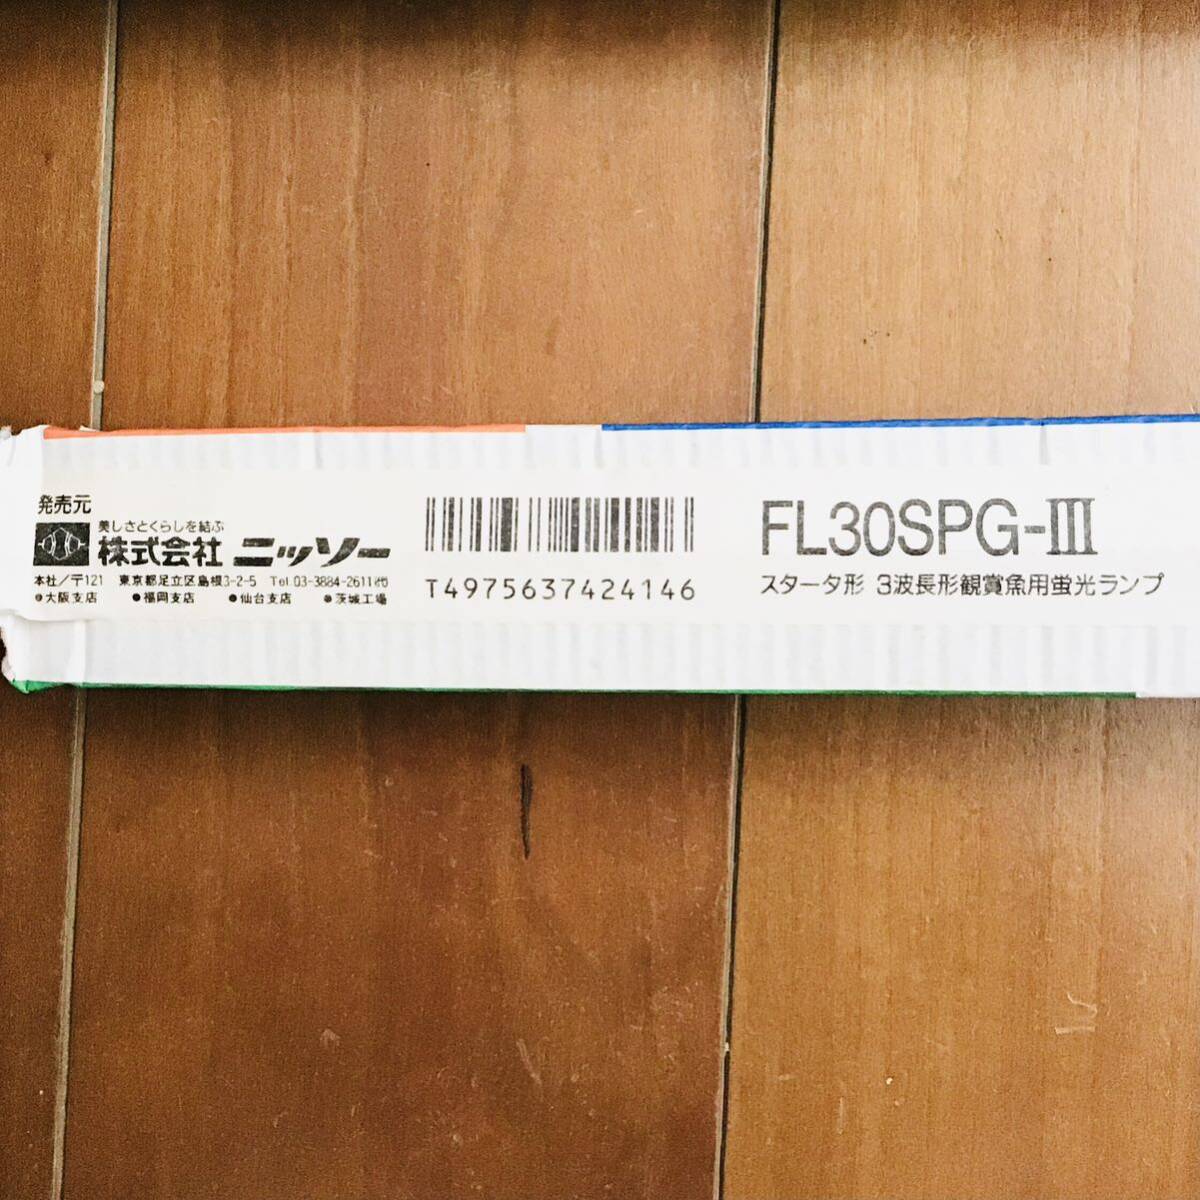 発売元
美しさとくらしを結ぶ
株式会社 ニッソー
本社/〒121 東京都足立区島根3-2-5 Tel.03-3884-2611㈹
●大阪支店 ●福岡支店 ●仙台支店 ●茨城工場
T4975637424146
FL30SPG-III
スタータ形 3波長形観賞魚用蛍光ランプ